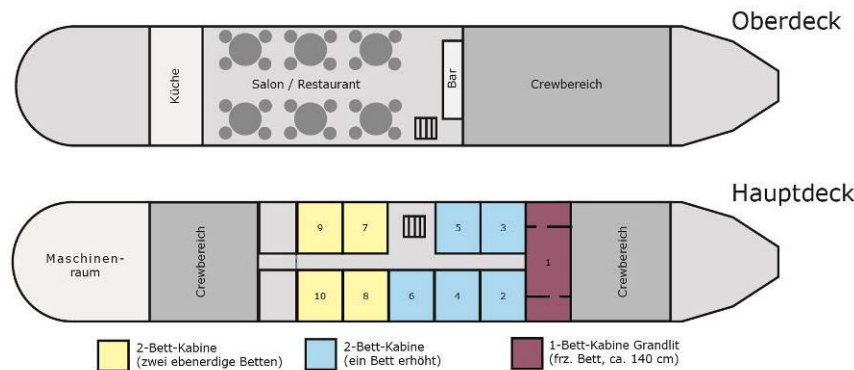 Oberdeck
Küche
Salon / Restaurant
Bar
Crewbereich
Hauptdeck
Maschinen-
raum
Crewbereich
9
7
5
3
1
10
8
6
4
2
Crewbereich
2-Bett-Kabine
(zwei ebenerdige Betten)
2-Bett-Kabine
(ein Bett erhöht)
1-Bett-Kabine Grandlit
(frz. Bett, ca. 140 cm)